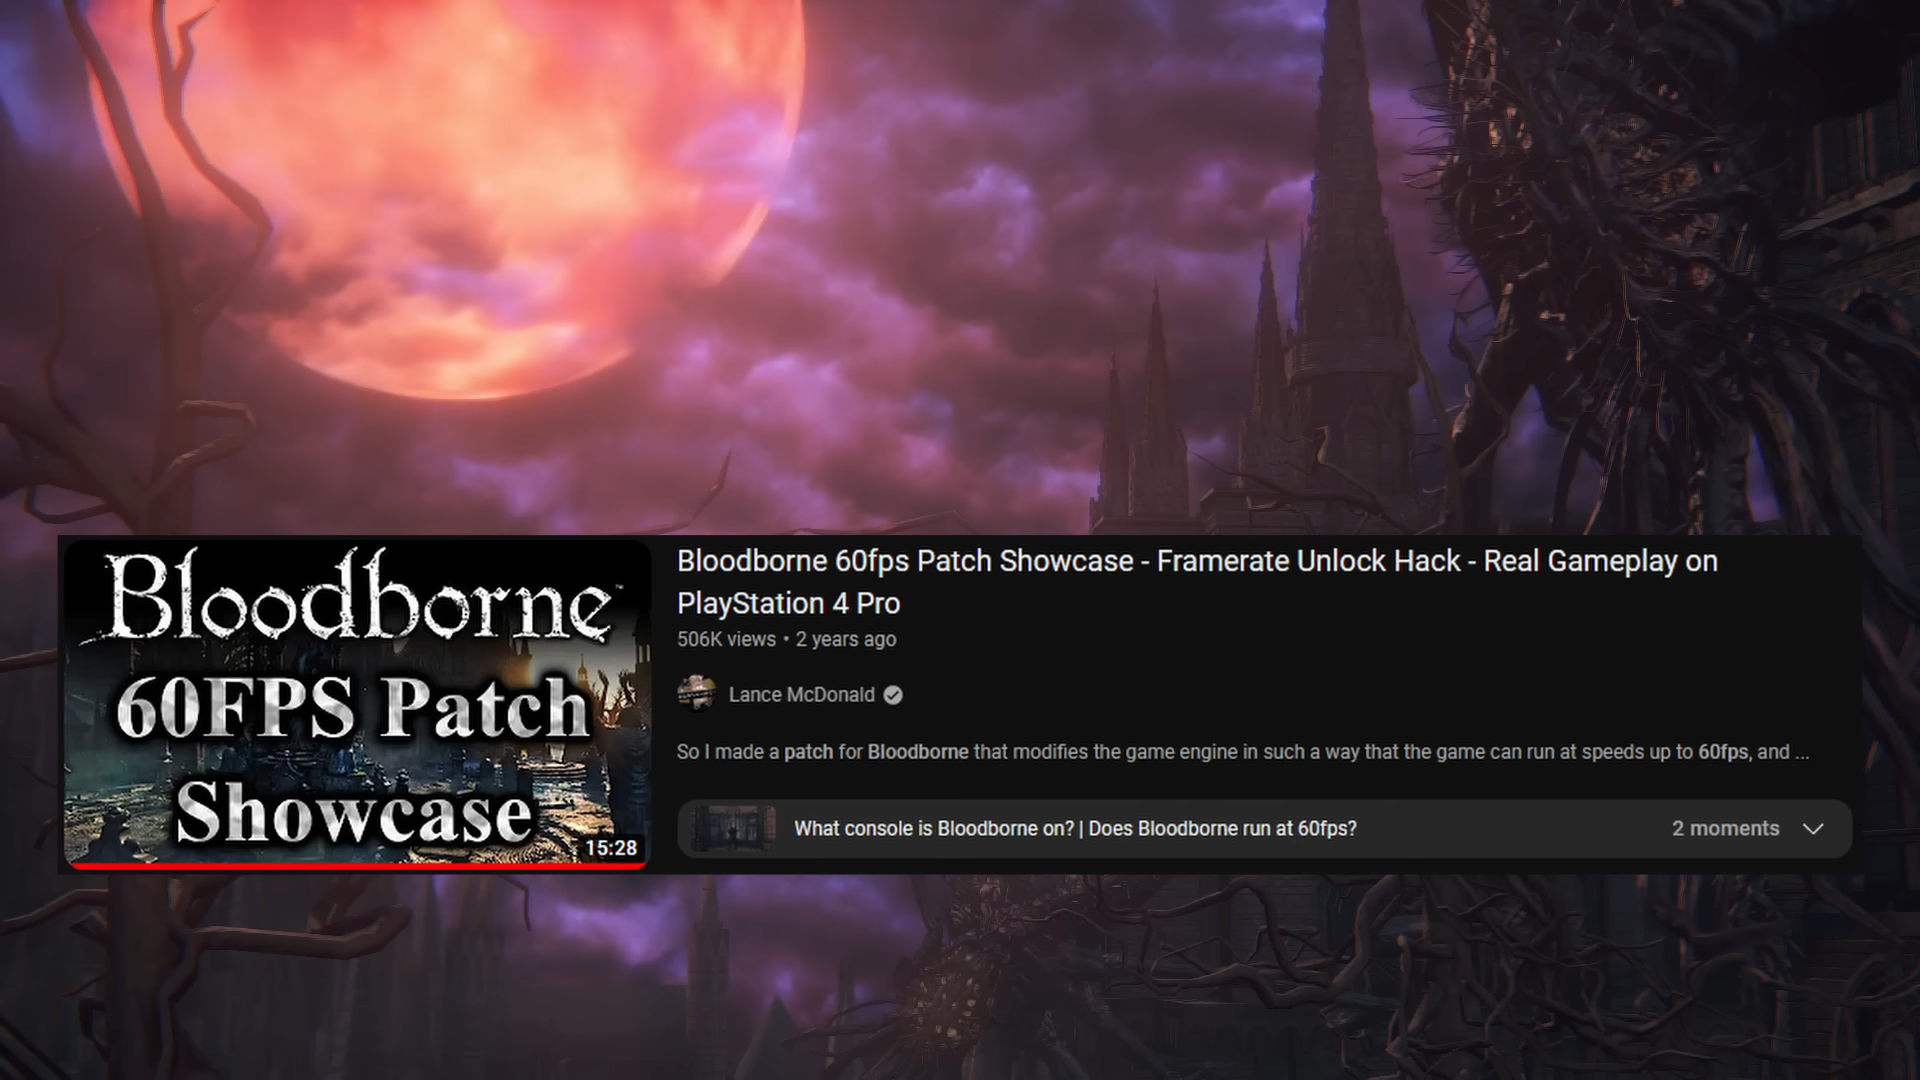 Bloodborne™
60FPS Patch
Showcase
15:28
Bloodborne 60fps Patch Showcase - Framerate Unlock Hack - Real Gameplay on
PlayStation 4 Pro
506K views • 2 years ago
Lance McDonald
So I made a patch for Bloodborne that modifies the game engine in such a way that the game can run at speeds up to 60fps, and ...
What console is Bloodborne on? | Does Bloodborne run at 60fps?
2 moments